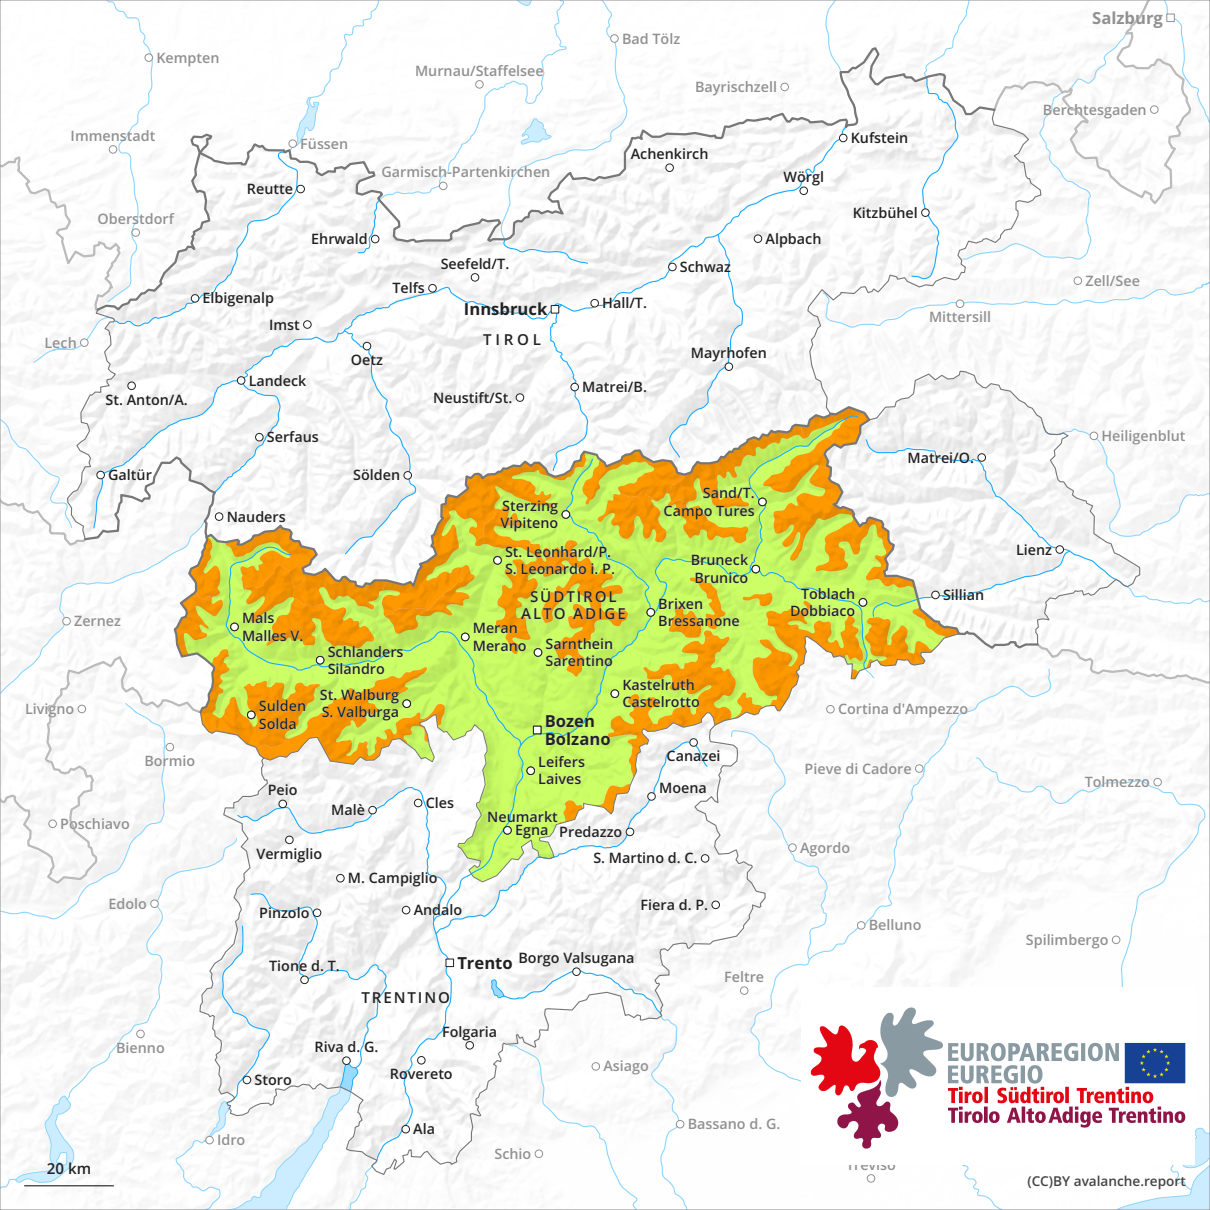 Salzburg
Bad Tölz
Kempten
Murnau/Staffelsee
Bayrischzell
Berchtesgaden
Immenstadt
Füssen
Kufstein
Achenkirch
Garmisch-Partenkirchen
Wörgl
Reutte
Oberstdorf
Kitzbühel
Ehrwald
Alpbach
Seefeld/T.
Schwaz
Zell/See
Telfs
Elbigenalp
Hall/T.
Innsbruck
Mittersill
Imst
TIROL
Lech
Oetz
Mayrhofen
Landeck
Matrei/B.
St. Anton/A.
Neustift/St.
Serfaus
Heiligenblut
Matrei/O.
Galtür
Sölden
Sand/T.
Campo Tures
Sterzing
Vipiteno
Nauders
St. Leonhard/P.
S. Leonardo i. P.
Lienz
Bruneck
Brunico
SÜDTIROL
ALTO ADIGE
Toblach
Dobbiaco
Sillian
Brixen
Bressanone
Zernez
Mals
Malles V.
Meran
Merano
Sarnthein
Sarentino
Schlanders
Silandro
Kastelruth
Castelrotto
St. Walburg
S. Valburga
Sulden
Solda
Livigno
Cortina d'Ampezzo
Bozen
Bolzano
Bormio
Canazei
Leifers
Laives
Pieve di Cadore
Tolmezzo
Peio
Moena
Malè
Cles
Neumarkt
Egna
Predazzo
Poschiavo
Vermiglio
S. Martino d. C.
Agordo
M. Campiglio
Edolo
Pinzolo
Andalo
Fiera d. P.
Belluno
Spilimbergo
Borgo Valsugana
Trento
Tione d. T.
Feltre
TRENTINO
Folgaria
Bienno
Riva d. G.
Rovereto
Asiago
Storo
EUROPAREGION
EUREGIO
Tirol Südtirol Trentino
Tirolo Alto Adige Trentino
Ala
Bassano d. G.
Idro
Schio
Treviso
20 km
(CC)BY avalanche.report